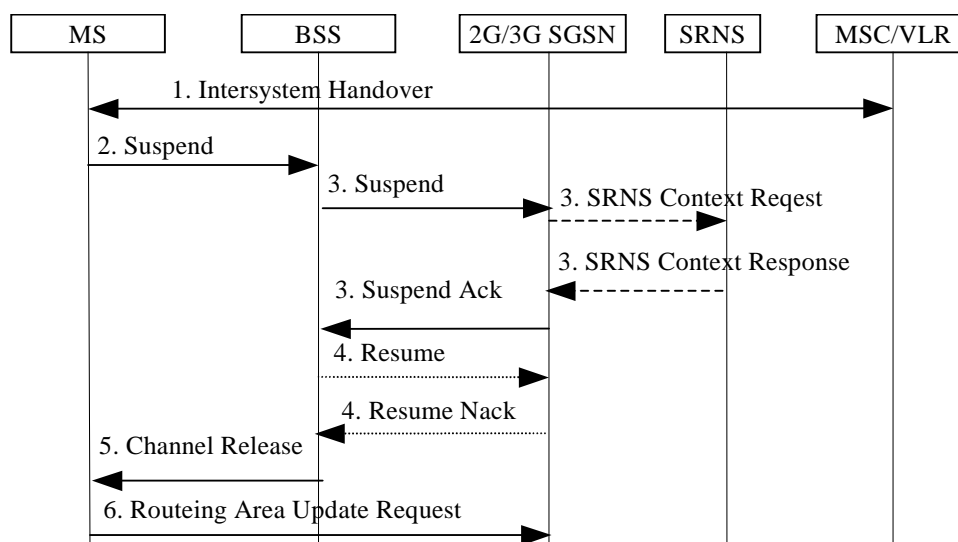 MS
BSS
2G/3G SGSN
SRNS
MSC/VLR
1. Intersystem Handover
2. Suspend
3. Suspend
3. SRNS Context Reqest
3. SRNS Context Response
3. Suspend Ack
4. Resume
4. Resume Nack
5. Channel Release
6. Routeing Area Update Request